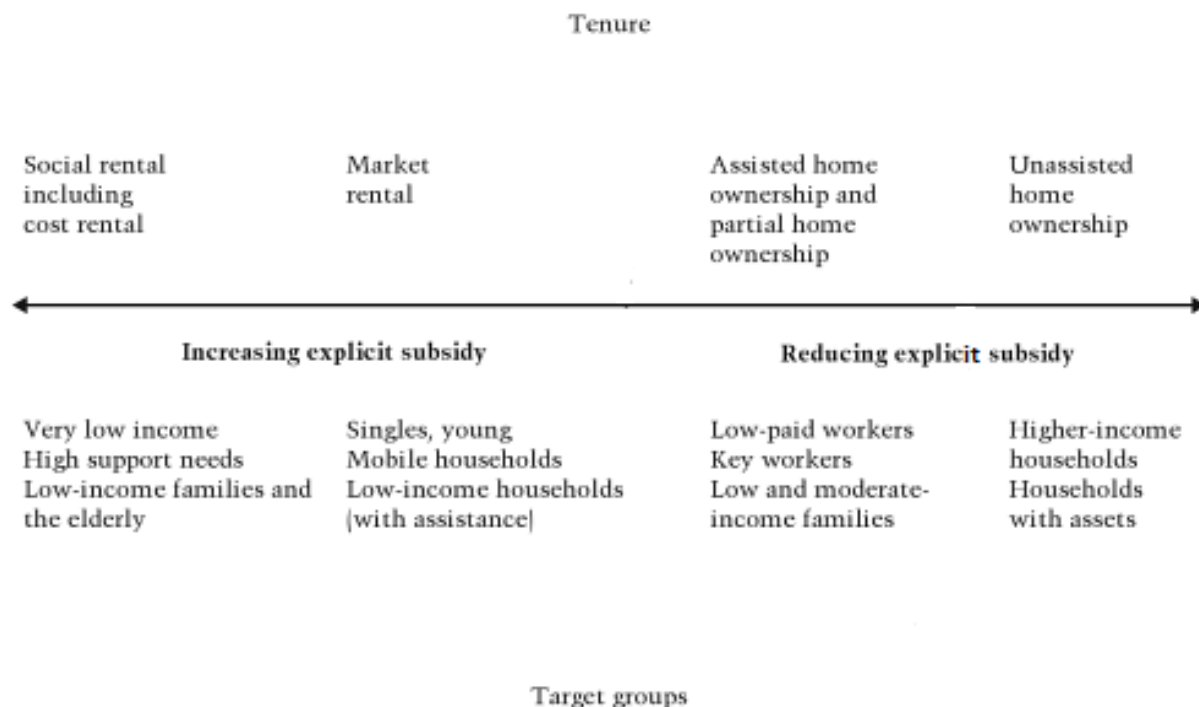 Tenure
Social rental
including
cost rental
Market
rental
Assisted home
ownership and
partial home
ownership
Unassisted
home
ownership
Increasing explicit subsidy
Reducing explicit subsidy
Very low income
High support needs
Low-income families and
the elderly
Singles, young
Mobile households
Low-income households
(with assistance)
Low-paid workers
Key workers
Low and moderate-
income families
Higher-income
households
Households
with assets
Target groups